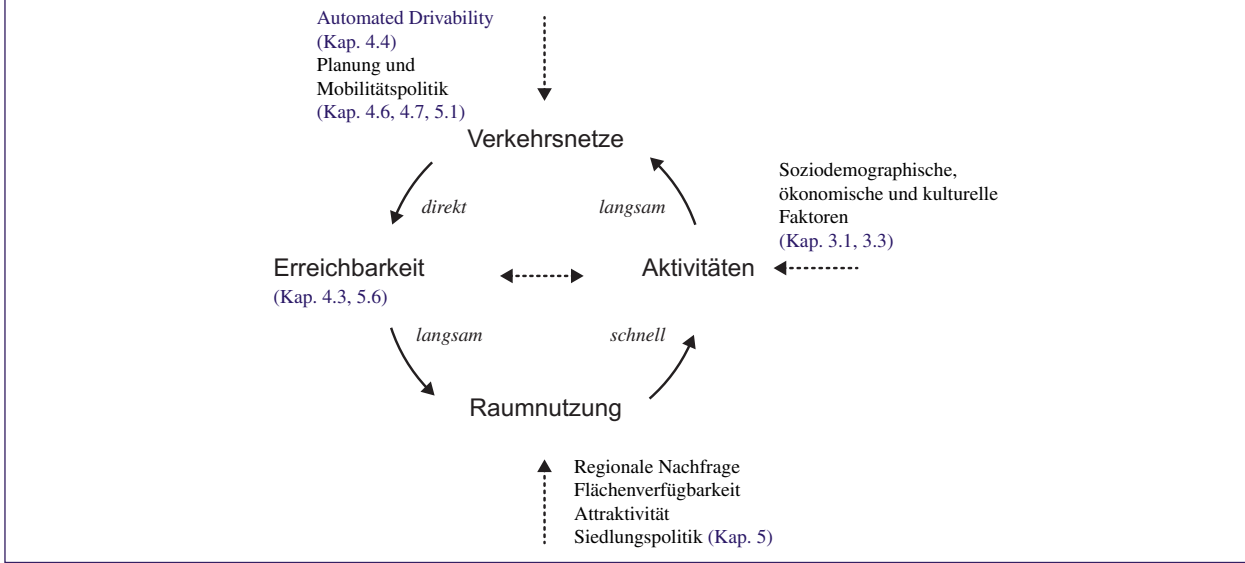 Automated Drivability
(Kap. 4.4)
Planung und
Mobilitätspolitik
(Kap. 4.6, 4.7, 5.1)
Verkehrsnetze
Soziodemographische,
ökonomische und kulturelle
Faktoren
(Kap. 3.1, 3.3)
direkt
langsam
Erreichbarkeit
(Kap. 4.3, 5.6)
Aktivitäten
langsam
schnell
Raumnutzung
Regionale Nachfrage
Flächenverfügbarkeit
Attraktivität
Siedlungspolitik (Kap. 5)